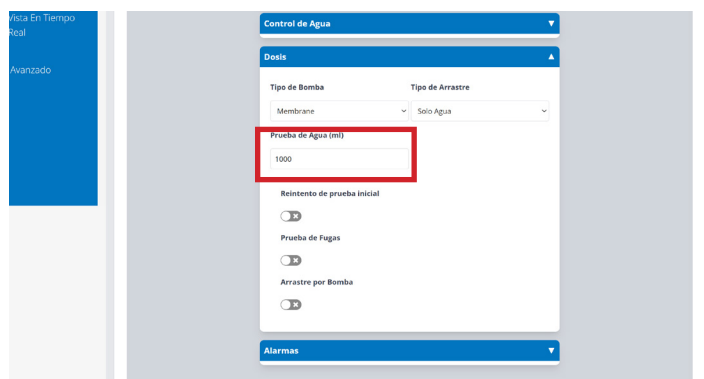 Vista En Tiempo
Real
Avanzado
Control de Agua
Dosis
Tipo de Bomba
Tipo de Arrastre
Membrane
Solo Agua
Prueba de Agua (ml)
1000
Reintento de prueba inicial
Prueba de Fugas
Arrastre por Bomba
Alarmas